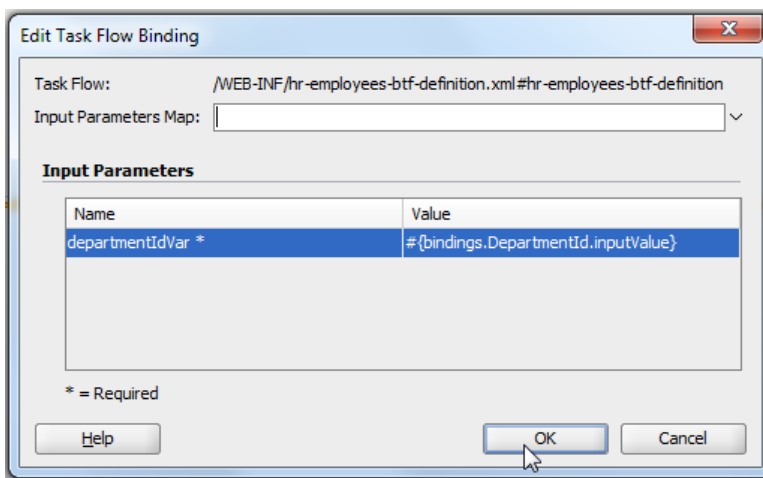 Edit Task Flow Binding
Task Flow: /WEB-INF/hr-employees-btf-definition.xml#hr-employees-btf-definition
Input Parameters Map:
Input Parameters
Name Value
departmentIdVar * #{bindings.DepartmentId.inputValue}
* = Required
Help OK Cancel